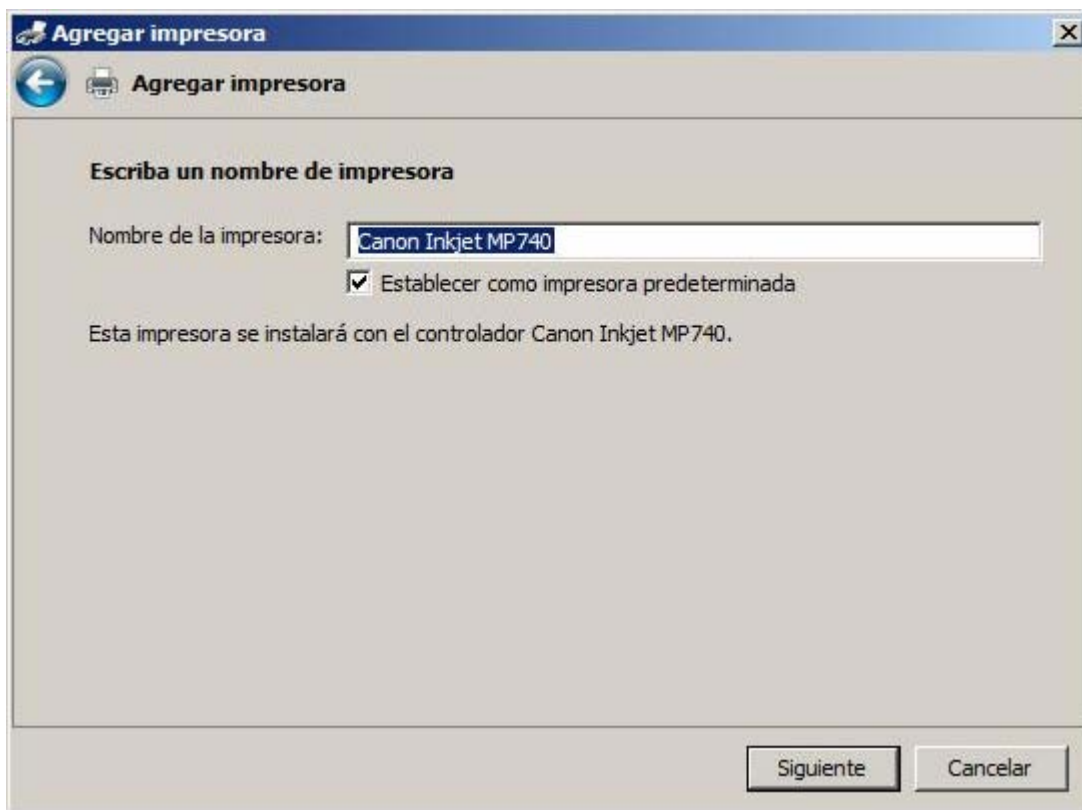 Agregar impresora
Agregar impresora
Escriba un nombre de impresora
Nombre de la impresora: Canon Inkjet MP740
Establecer como impresora predeterminada
Esta impresora se instalará con el controlador Canon Inkjet MP740.
Siguiente Cancelar